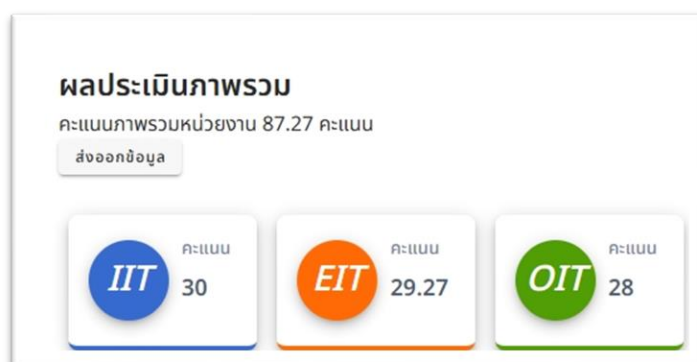 ผลประเมินภาพรวม
คะแนนภาพรวมหน่วยงาน 87.27 คะแนน
ส่งออกข้อมูล
IIT
คะแนน
30
EIT
คะแนน
29.27
OIT
คะแนน
28